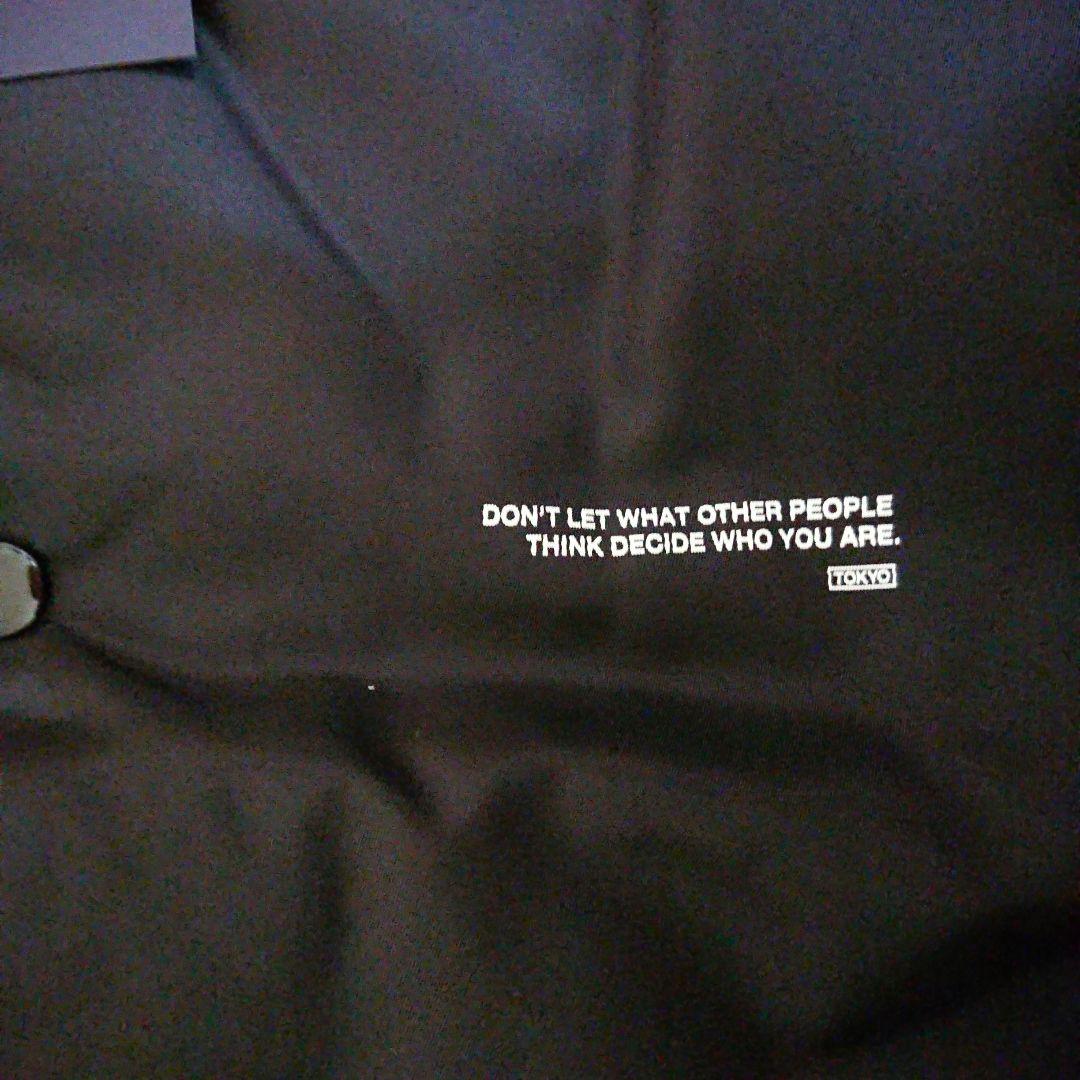 DON'T LET WHAT OTHER PEOPLE
THINK DECIDE WHO YOU ARE.
TOKYO